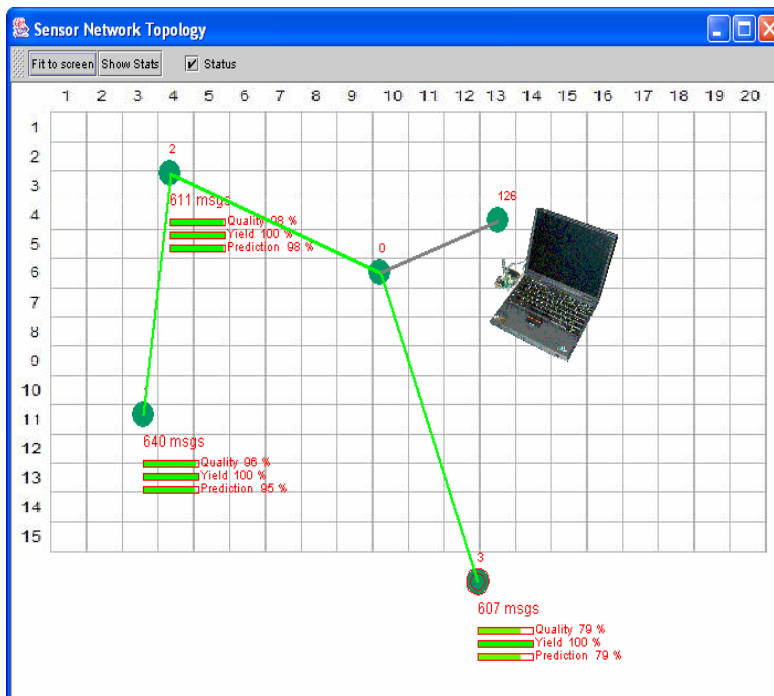 Sensor Network Topology
Fit to screen Show Stats Status
1 2 3 4 5 6 7 8 9 10 11 12 13 14 15 16 17 18 19 20
1
2
3
4
5
6
7
8
9
10
11
12
13
14
15
2
611 msgs
Quality 98 %
Yield 100 %
Prediction 98 %
126
0
640 msgs
Quality 96 %
Yield 100 %
Prediction 95 %
3
607 msgs
Quality 79 %
Yield 100 %
Prediction 79 %